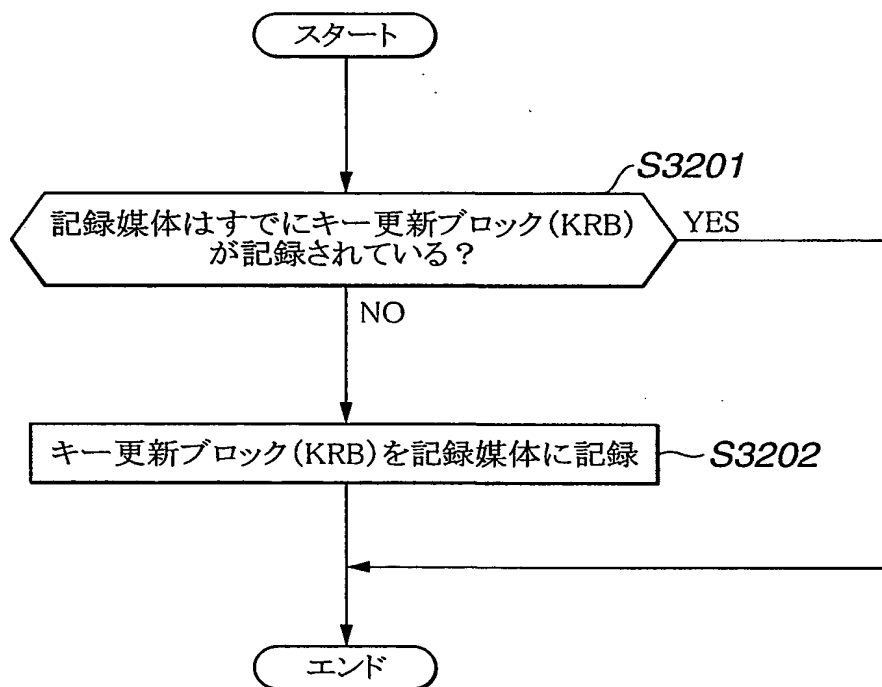 スタート
S3201
記録媒体はすでにキー更新ブロック(KRB)
が記録されている?
YES
NO
キー更新ブロック(KRB)を記録媒体に記録
S3202
エンド